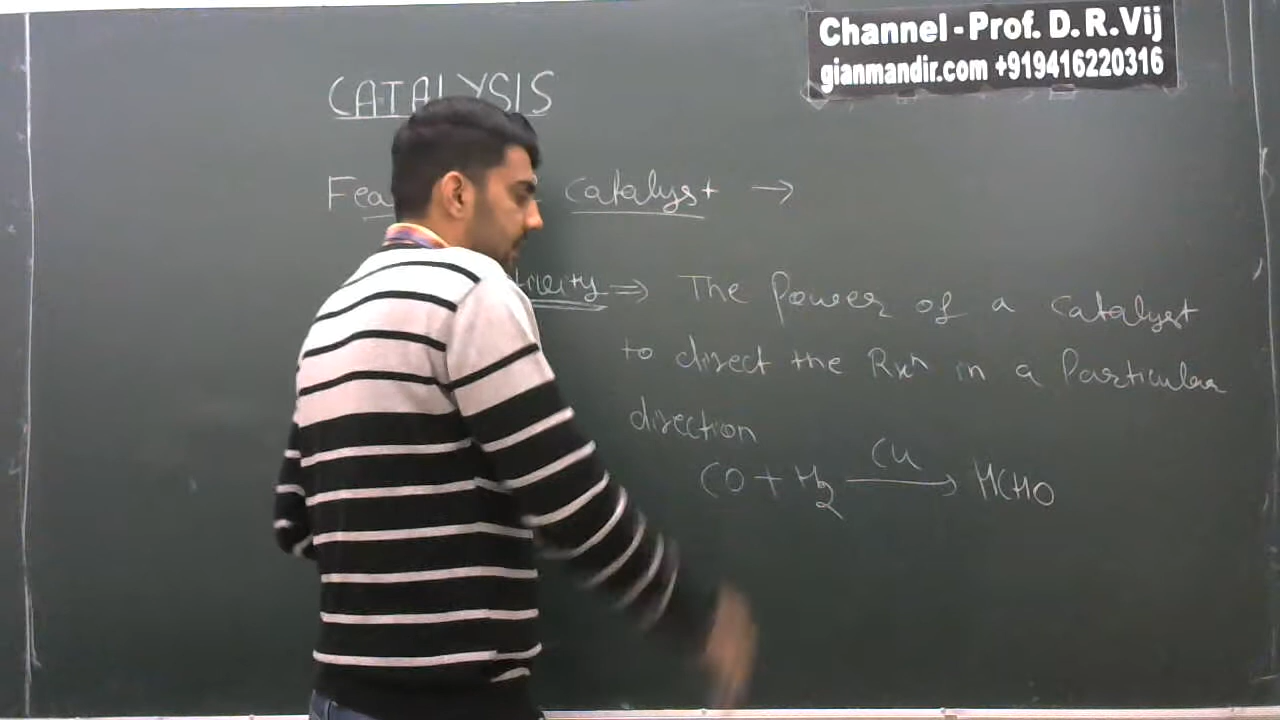 Channel - Prof. D. R. Vij
gianmandir.com +919416220316
CATALYSIS
Catalyst →
⇒ The Power of a Catalyst
to direct the Rxn in a Particular
direction
CO + H2 → HCHO
Cu